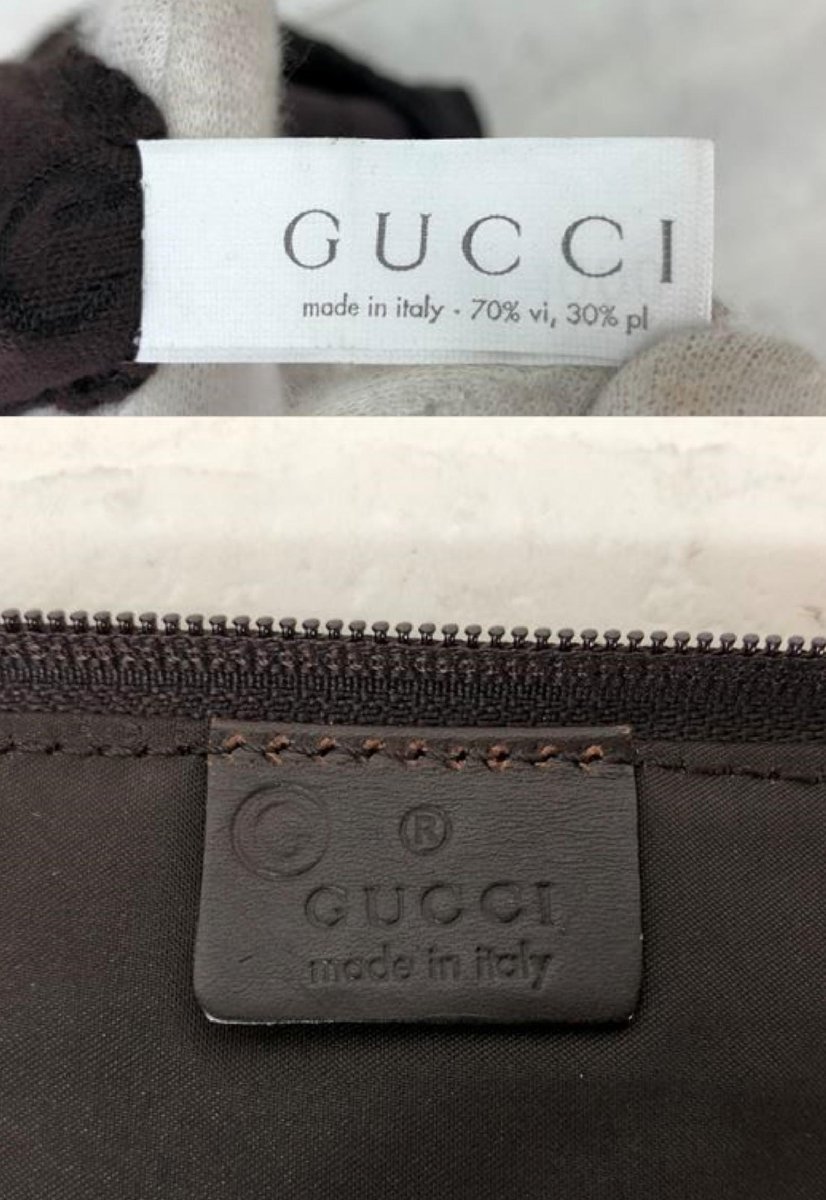 GUCCI
made in italy · 70% vi, 30% pl
G ®
GUCCI
made in italy